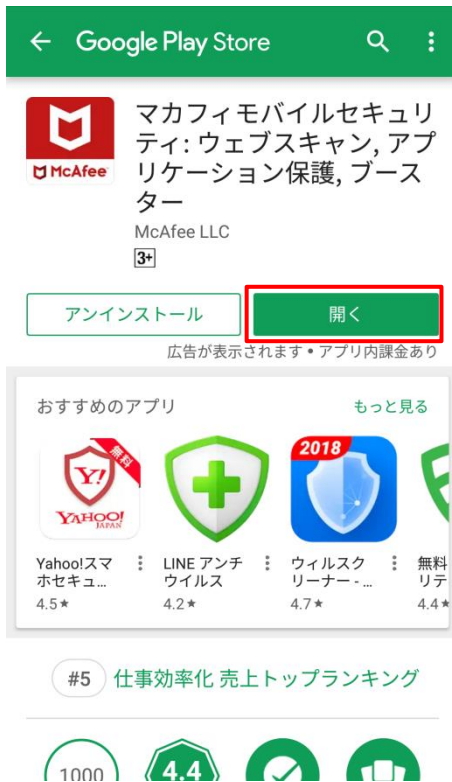 Google Play Store
マカフィモバイルセキュリ
ティ: ウェブスキャン, アプ
リケーション保護, ブース
ター
McAfee
McAfee LLC
3+
アンインストール
開く
広告が表示されます • アプリ内課金あり
おすすめのアプリ
もっと見る
無料
Y!
YAHOO!
JAPAN
2018
Yahoo!スマ
ホセキュ...
4.5★
LINE アンチ
ウイルス
4.2★
ウィルスク
リーナー - ...
4.7★
無料
リテ
4.4★
#5
仕事効率化 売上トップランキング
1000
4.4